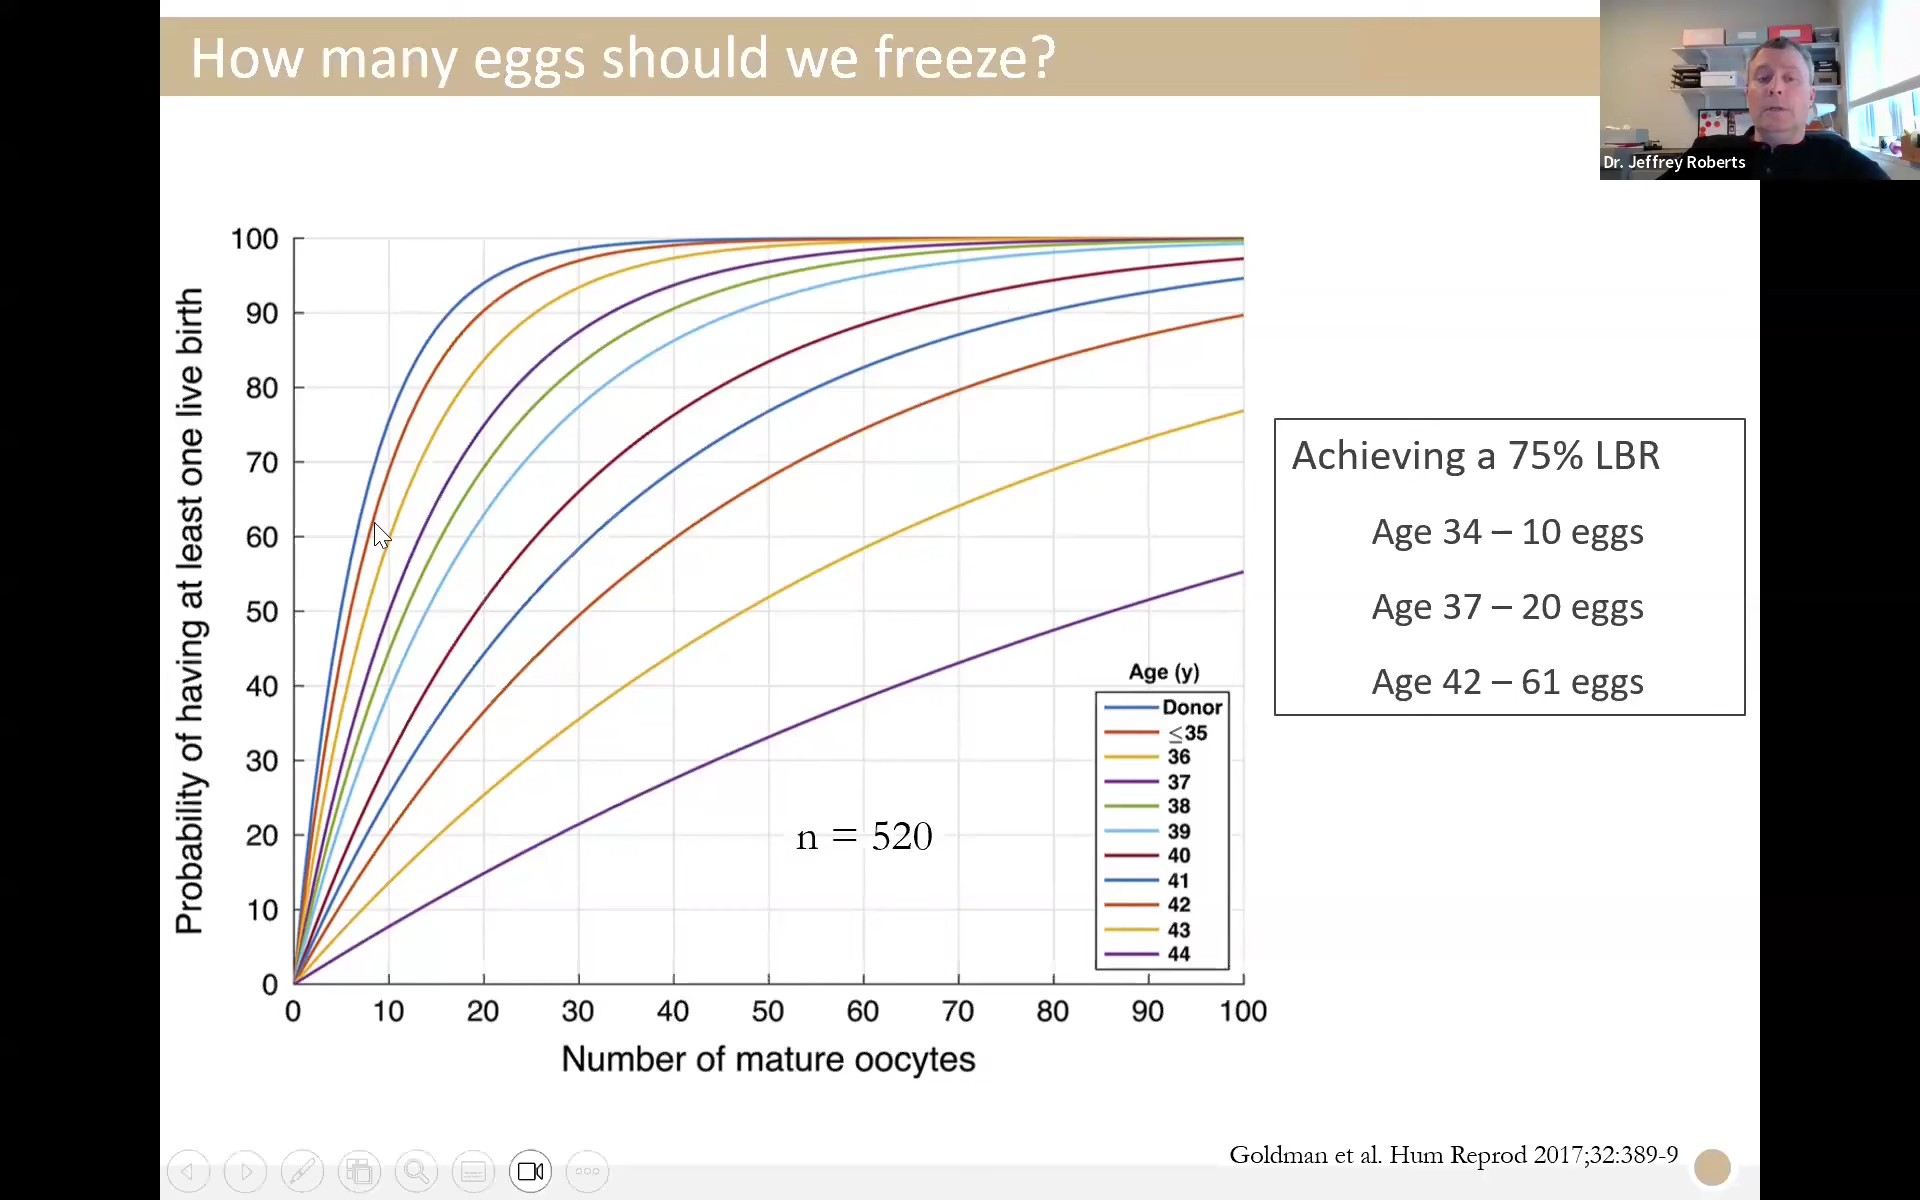 How many eggs should we freeze?
Dr. Jeffrey Roberts
Probability of having at least one live birth
100
90
80
70
60
50
40
30
20
10
0
0 10 20 30 40 50 60 70 80 90 100
Number of mature oocytes
n = 520
Age (y)
Donor
≤35
36
37
38
39
40
41
42
43
44
Achieving a 75% LBR
Age 34 – 10 eggs
Age 37 – 20 eggs
Age 42 – 61 eggs
Goldman et al. Hum Reprod 2017;32:389-9